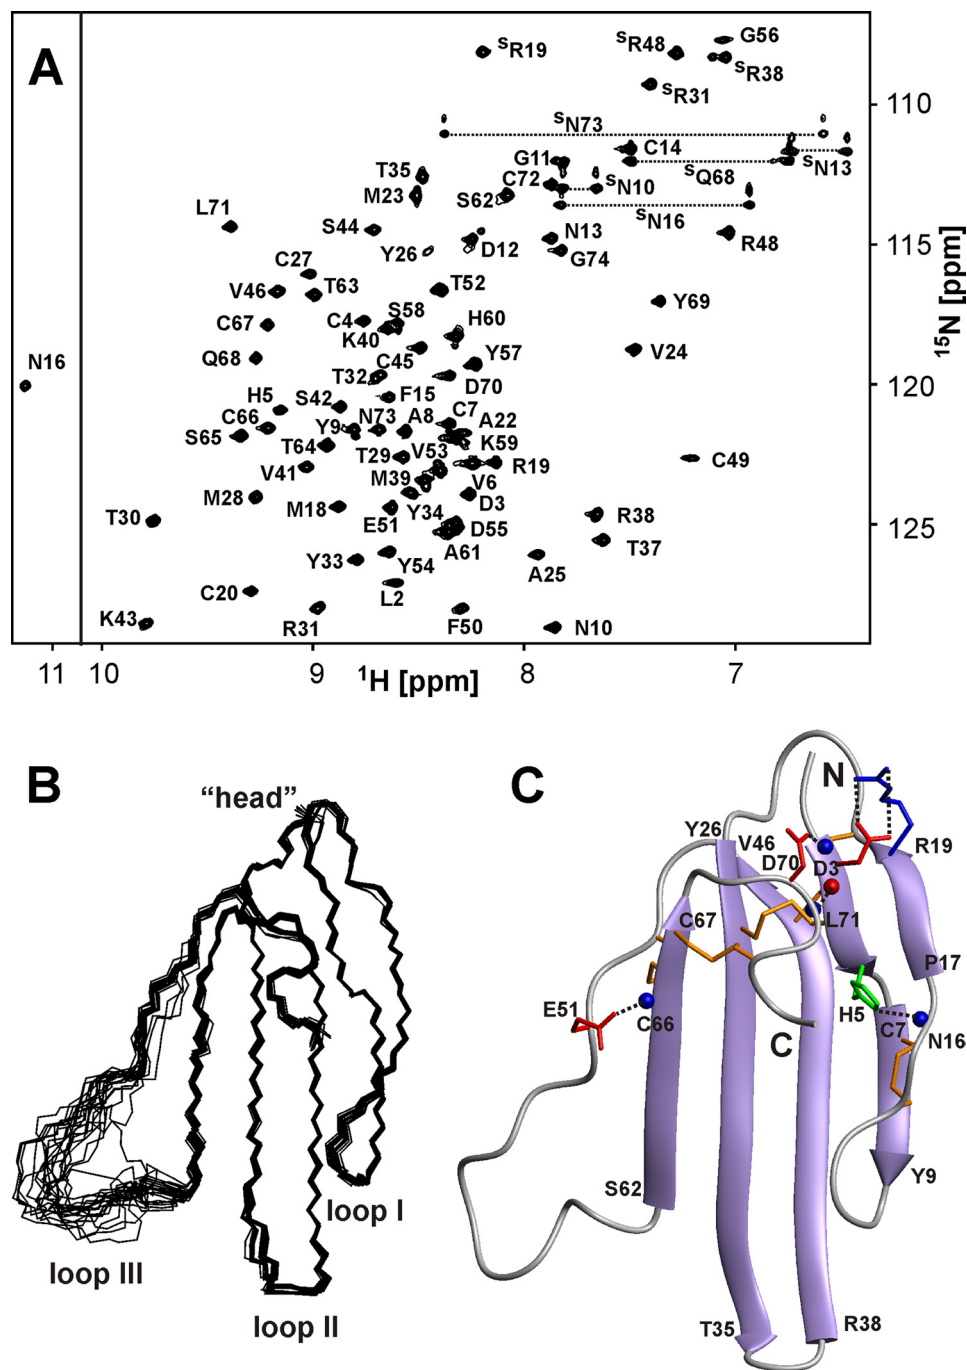 A
SR19
SR48
G56
SR38
SR31
110
SN73
C14
SN13
G11
SQ68
T35
C72
SN10
M23
S62
SN16
L71
S44
N13
R48
115
Y26
D12
G74
C27
T52
V46
T63
Y69
C67
C4
S58
H60
K40
V24
N16
Q68
C45
Y57
T32
D70
120
H5
S42
F15
C7
C66
Y9
N73
A8
A22
S65
T64
V53
K59
T29
R19
C49
V41
M39
V6
M28
M18
Y34
D3
T30
E51
D55
R38
125
A61
T37
Y33
Y54
A25
C20
L2
K43
R31
F50
N10
15N [ppm]
11
10
9
8
7
1H [ppm]
B
"head"
loop I
loop III
loop II
C
N
Y26
V46
R19
D70
D3
L71
C67
P17
E51
C66
H5
C7
N16
C
S62
Y9
T35
R38